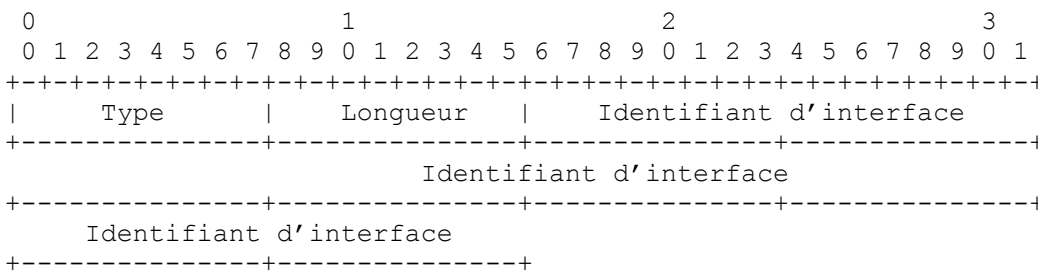 0 1 2 3
0 1 2 3 4 5 6 7 8 9 0 1 2 3 4 5 6 7 8 9 0 1 2 3 4 5 6 7 8 9 0 1
+-+-+-+-+-+-+-+-+-+-+-+-+-+-+-+-+-+-+-+-+-+-+-+-+-+-+-+-+-+-+-+-+
| Type | Longueur | Identifiant d’interface
+---------------+---------------+---------------+---------------+
Identifiant d’interface
+---------------+---------------+---------------+---------------+
Identifiant d’interface
+---------------+---------------+